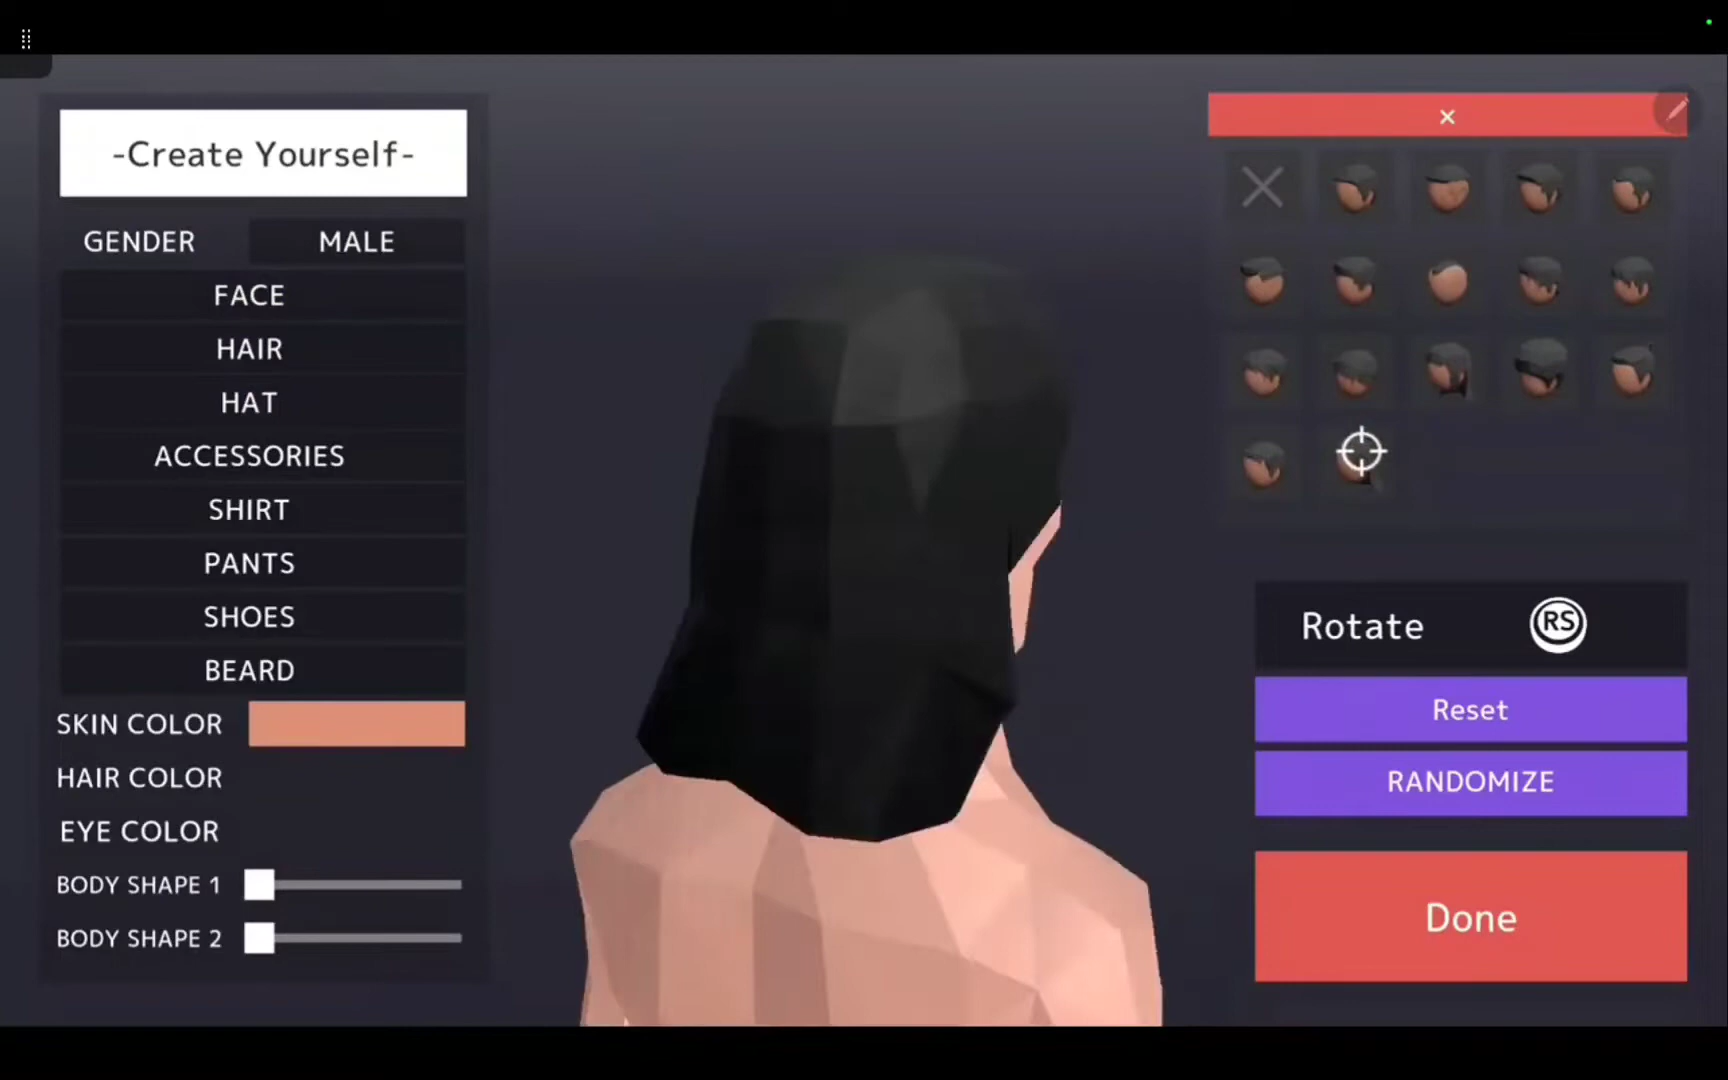 -Create Yourself-
GENDER MALE
FACE
HAIR
HAT
ACCESSORIES
SHIRT
PANTS
SHOES
BEARD
SKIN COLOR
HAIR COLOR
EYE COLOR
BODY SHAPE 1
BODY SHAPE 2
Rotate RS
Reset
RANDOMIZE
Done